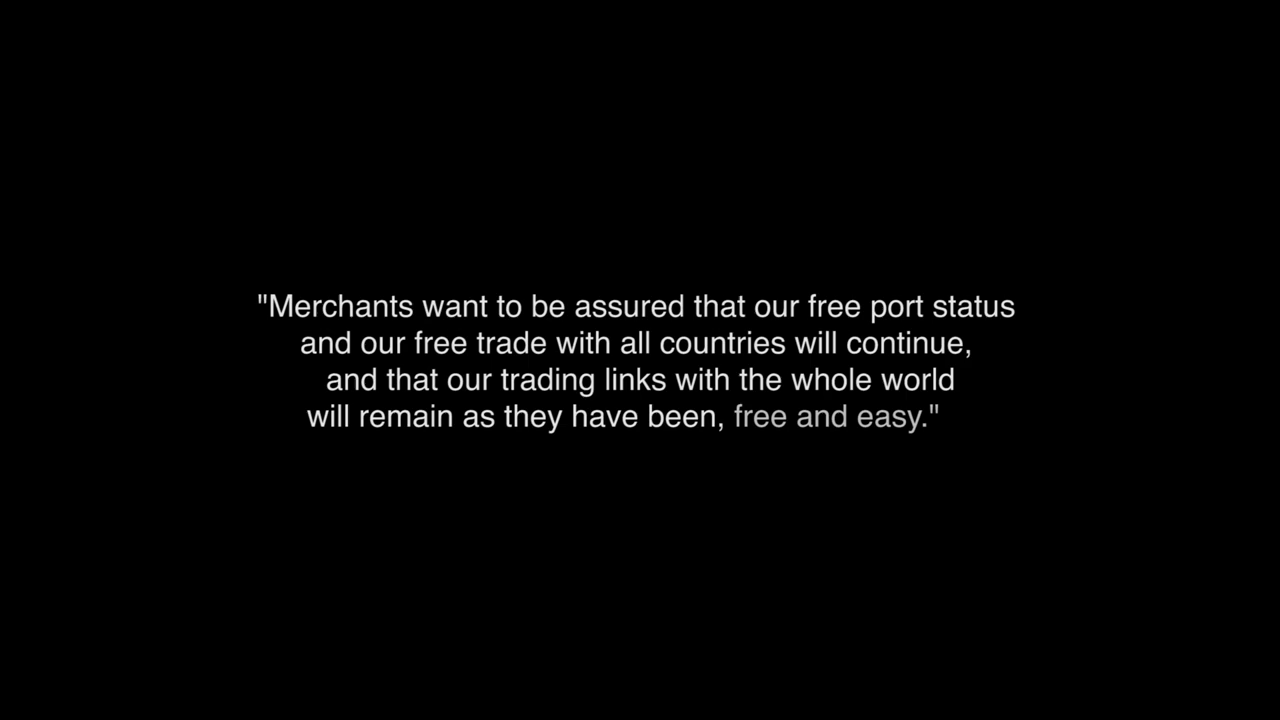 "Merchants want to be assured that our free port status
and our free trade with all countries will continue,
and that our trading links with the whole world
will remain as they have been, free and easy."